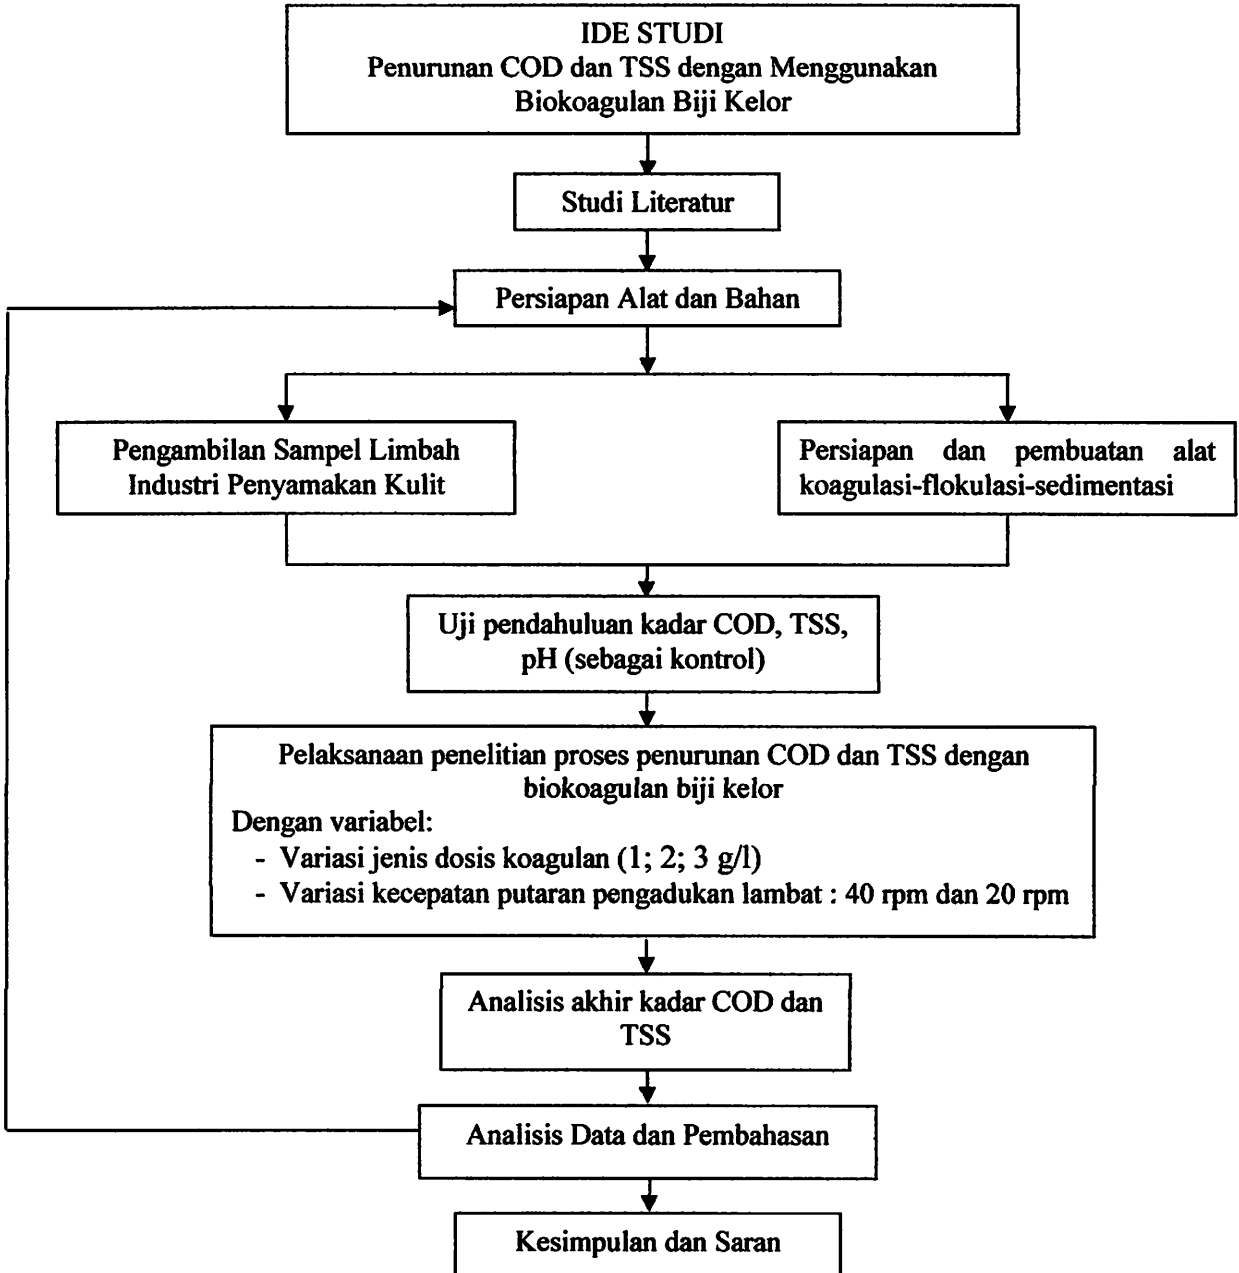 IDE STUDI
Penurunan COD dan TSS dengan Menggunakan
Biokoagulan Biji Kelor
Studi Literatur
Persiapan Alat dan Bahan
Pengambilan Sampel Limbah
Industri Penyamakan Kulit
Persiapan dan pembuatan alat
koagulasi-flokulasi-sedimentasi
Uji pendahuluan kadar COD, TSS,
pH (sebagai kontrol)
Pelaksanaan penelitian proses penurunan COD dan TSS dengan
biokoagulan biji kelor
Dengan variabel:
- Variasi jenis dosis koagulan (1; 2; 3 g/l)
- Variasi kecepatan putaran pengadukan lambat : 40 rpm dan 20 rpm
Analisis akhir kadar COD dan
TSS
Analisis Data dan Pembahasan
Kesimpulan dan Saran